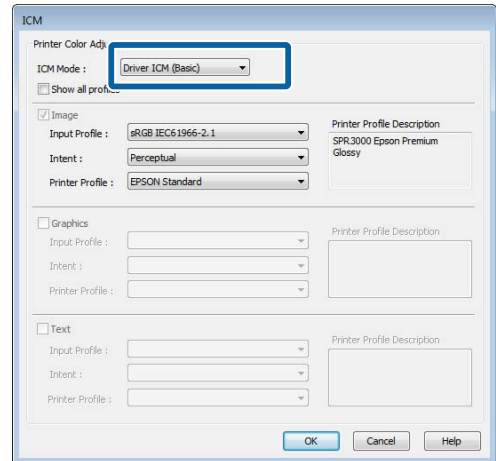 ICM
Printer Color Adju
ICM Mode : Driver ICM (Basic)
Show all profiles
Image
Input Profile : sRGB IEC61966-2.1
Intent : Perceptual
Printer Profile : EPSON Standard
Printer Profile Description
SPR3000 Epson Premium
Glossy
Graphics
Input Profile :
Intent :
Printer Profile :
Printer Profile Description
Text
Input Profile :
Intent :
Printer Profile :
Printer Profile Description
OK Cancel Help